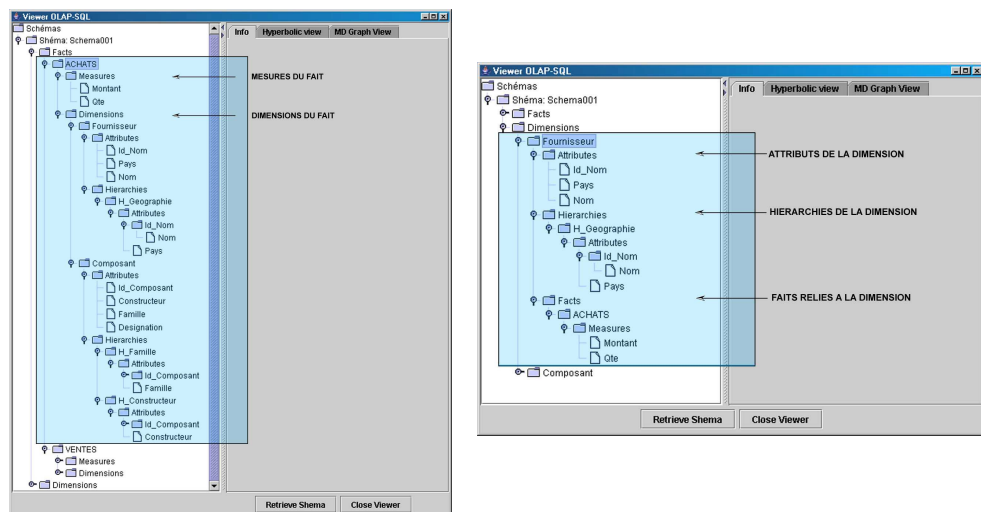 Viewer OLAP-SQL
Schémas
Shéma: Schema001
Facts
ACHATS
Measures
Montant
Qte
Dimensions
Fournisseur
Attributes
Id_Nom
Pays
Nom
Hierarchies
H_Geographie
Attributes
Id_Nom
Nom
Pays
Composant
Attributes
Id_Composant
Constructeur
Famille
Designation
Hierarchies
H_Famille
Attributes
Id_Composant
Famille
H_Constructeur
Attributes
Id_Composant
Constructeur
VENTES
Measures
Dimensions
Dimensions
Info Hyperbolic view MD Graph View
MESURES DU FAIT
DIMENSIONS DU FAIT
Retrieve Shema Close Viewer
Viewer OLAP-SQL
Schémas
Shéma: Schema001
Facts
Dimensions
Fournisseur
Attributes
Id_Nom
Pays
Nom
Hierarchies
H_Geographie
Attributes
Id_Nom
Nom
Pays
Facts
ACHATS
Measures
Montant
Qte
Composant
Info Hyperbolic view MD Graph View
ATTRIBUTS DE LA DIMENSION
HIERARCHIES DE LA DIMENSION
FAITS RELIES A LA DIMENSION
Retrieve Shema Close Viewer